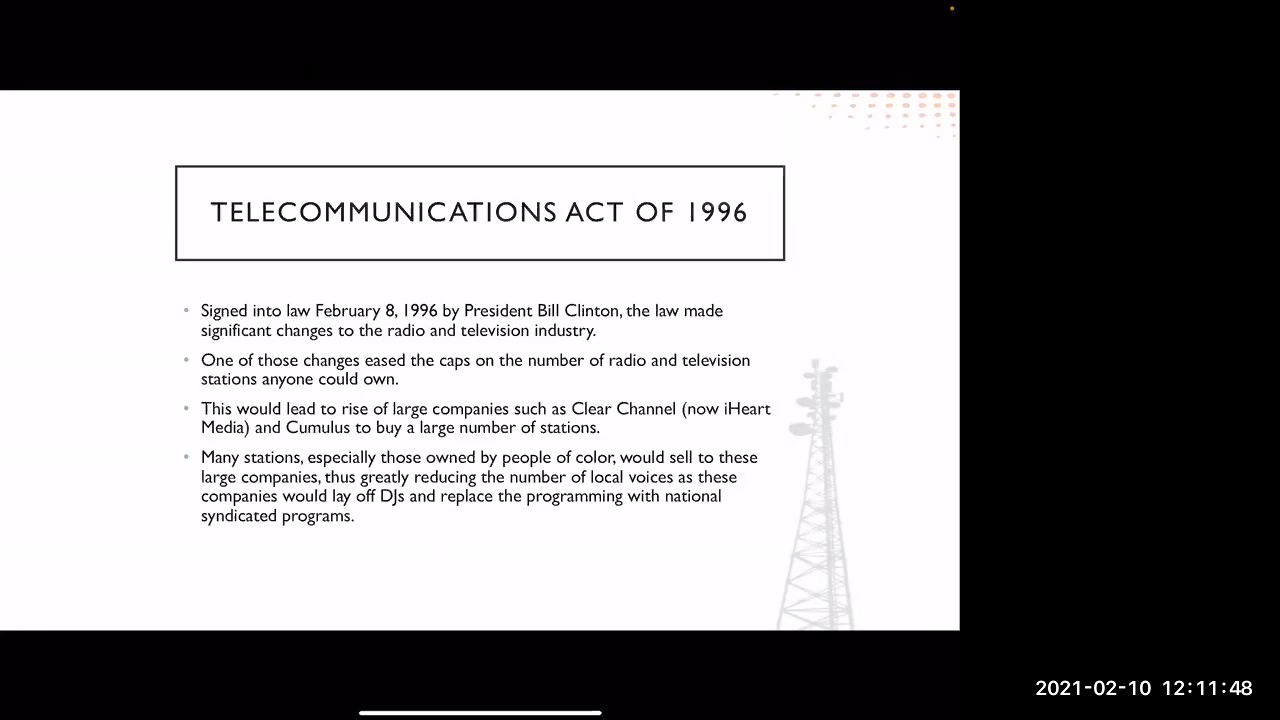 TELECOMMUNICATIONS ACT OF 1996
• Signed into law February 8, 1996 by President Bill Clinton, the law made
significant changes to the radio and television industry.
• One of those changes eased the caps on the number of radio and television
stations anyone could own.
• This would lead to rise of large companies such as Clear Channel (now iHeart
Media) and Cumulus to buy a large number of stations.
• Many stations, especially those owned by people of color, would sell to these
large companies, thus greatly reducing the number of local voices as these
companies would lay off DJs and replace the programming with national
syndicated programs.
2021-02-10 12:11:48